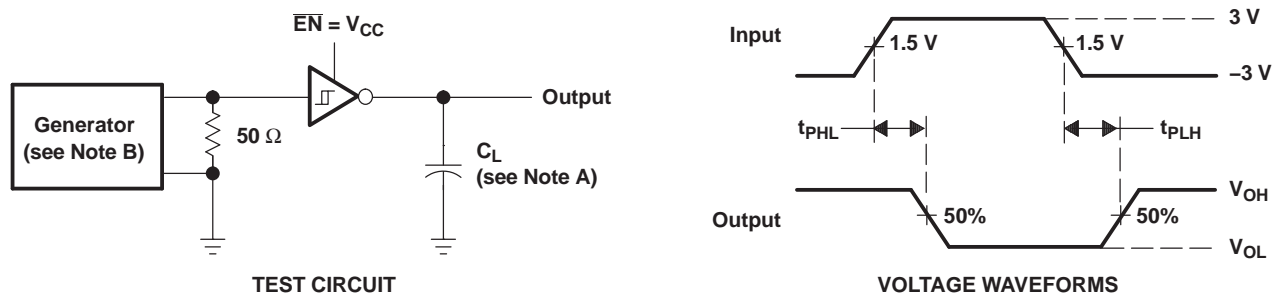 EN = VCC
Generator
(see Note B)
50 Ω
Output
CL
(see Note A)
TEST CIRCUIT
Input
1.5 V
1.5 V
3 V
–3 V
tPHL
tPLH
Output
50%
50%
VOH
VOL
VOLTAGE WAVEFORMS